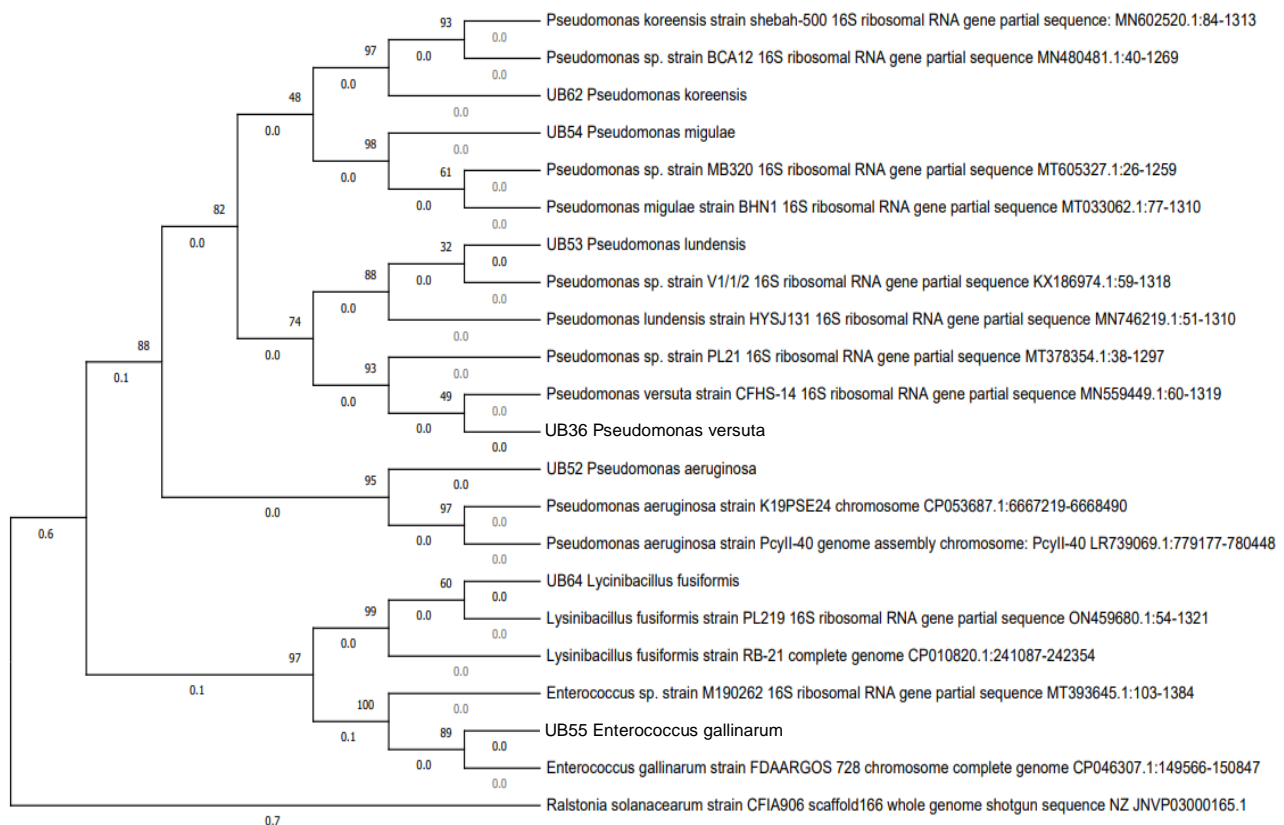 93
Pseudomonas koreensis strain shebah-500 16S ribosomal RNA gene partial sequence: MN602520.1:84-1313
0.0
97
0.0
Pseudomonas sp. strain BCA12 16S ribosomal RNA gene partial sequence MN480481.1:40-1269
0.0
0.0
48
UB62 Pseudomonas koreensis
0.0
0.0
UB54 Pseudomonas migulae
98
0.0
0.0
61
Pseudomonas sp. strain MB320 16S ribosomal RNA gene partial sequence MT605327.1:26-1259
0.0
82
0.0
Pseudomonas migulae strain BHN1 16S ribosomal RNA gene partial sequence MT033062.1:77-1310
0.0
0.0
32
UB53 Pseudomonas lundensis
0.0
88
0.0
Pseudomonas sp. strain V1/1/2 16S ribosomal RNA gene partial sequence KX186974.1:59-1318
0.0
0.0
74
Pseudomonas lundensis strain HYSJ131 16S ribosomal RNA gene partial sequence MN746219.1:51-1310
0.0
0.0
88
Pseudomonas sp. strain PL21 16S ribosomal RNA gene partial sequence MT378354.1:38-1297
93
0.1
0.0
0.0
49
Pseudomonas versuta strain CFHS-14 16S ribosomal RNA gene partial sequence MN559449.1:60-1319
0.0
0.0
UB36 Pseudomonas versuta
0.0
UB52 Pseudomonas aeruginosa
95
0.0
0.0
97
Pseudomonas aeruginosa strain K19PSE24 chromosome CP053687.1:6667219-6668490
0.0
0.6
0.0
Pseudomonas aeruginosa strain PcyII-40 genome assembly chromosome: PcyII-40 LR739069.1:779177-780448
0.0
60
UB64 Lycinibacillus fusiformis
0.0
99
0.0
Lysinibacillus fusiformis strain PL219 16S ribosomal RNA gene partial sequence ON459680.1:54-1321
0.0
0.0
97
Lysinibacillus fusiformis strain RB-21 complete genome CP010820.1:241087-242354
0.0
0.1
Enterococcus sp. strain M190262 16S ribosomal RNA gene partial sequence MT393645.1:103-1384
100
0.0
0.1
89
UB55 Enterococcus gallinarum
0.0
0.0
Enterococcus gallinarum strain FDAARGOS 728 chromosome complete genome CP046307.1:149566-150847
0.0
Ralstonia solanacearum strain CFIA906 scaffold166 whole genome shotgun sequence NZ JNVP03000165.1
0.7